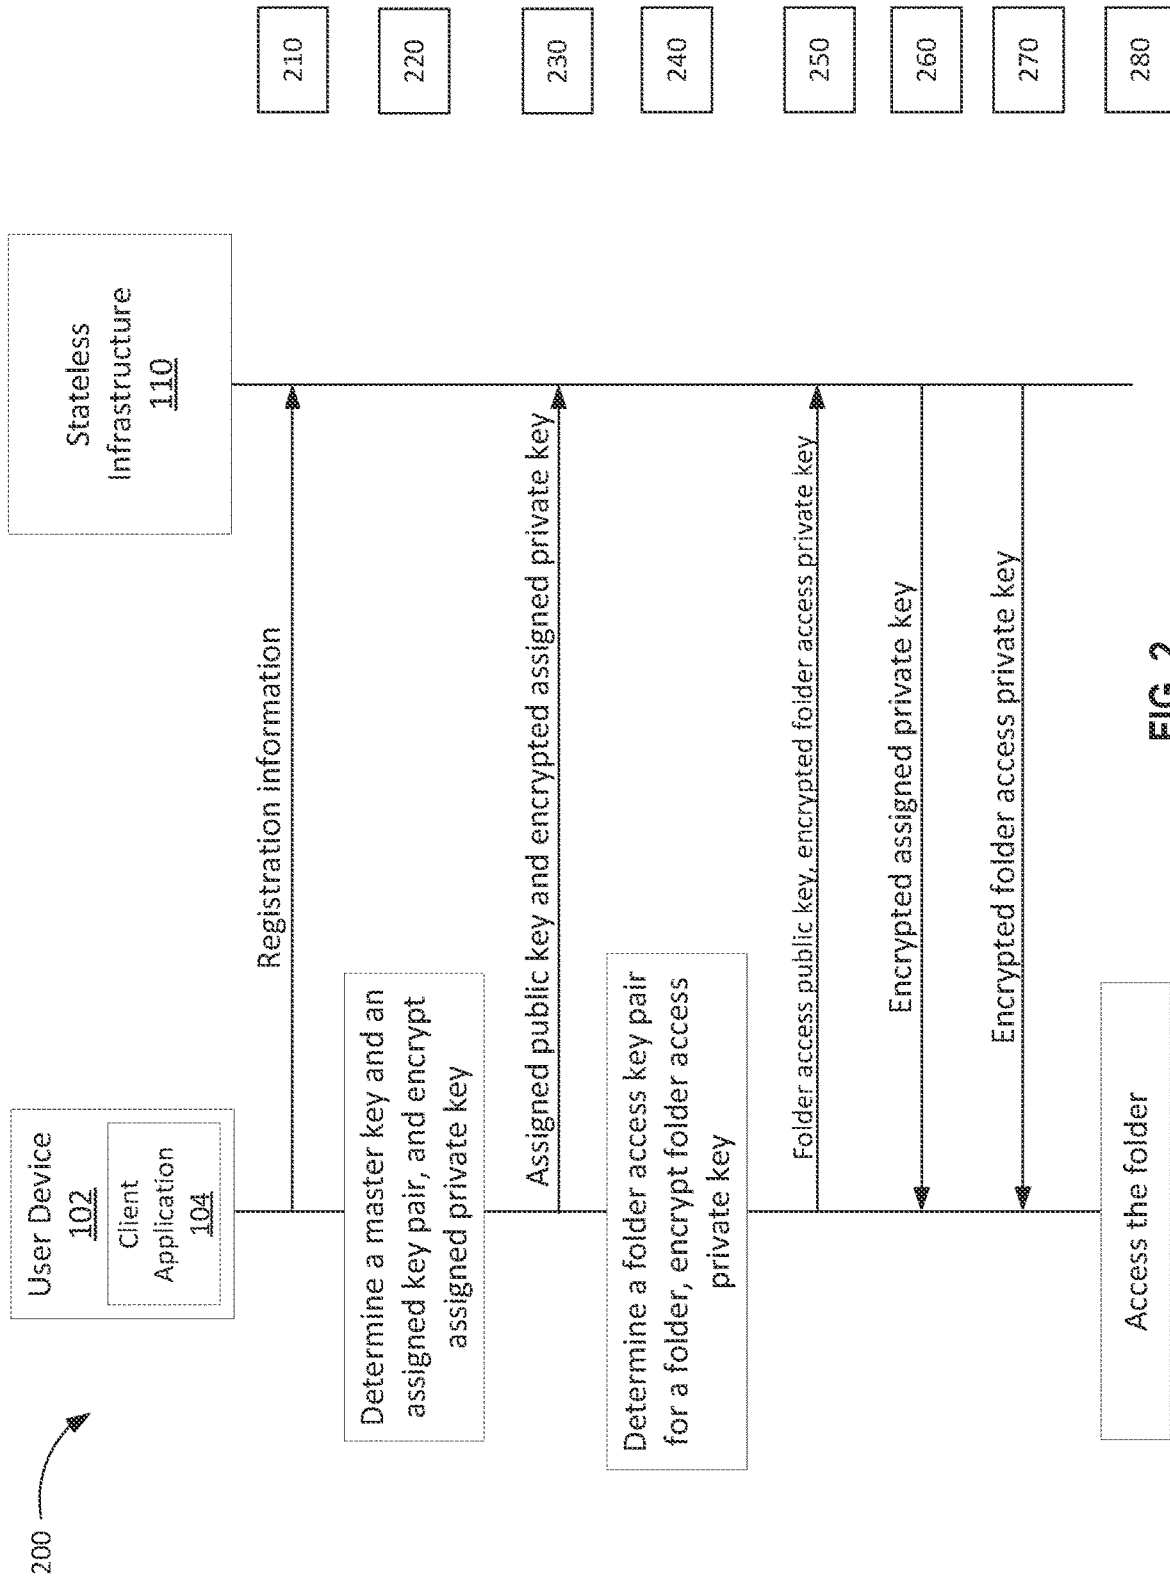 200
User Device
102
Client
Application
104
Stateless
Infrastructure
110
Registration information
210
Determine a master key and an
assigned key pair, and encrypt
assigned private key
220
Assigned public key and encrypted assigned private key
230
Determine a folder access key pair
for a folder, encrypt folder access
private key
240
Folder access public key, encrypted folder access private key
250
Encrypted assigned private key
260
Encrypted folder access private key
270
Access the folder
280
FIG. 2